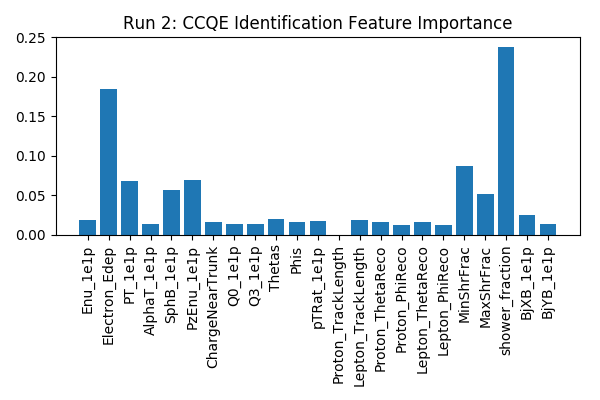 Run 2: CCQE Identification Feature Importance
0.25
0.20
0.15
0.10
0.05
0.00
Enu_1e1p
Electron_Edep
PT_1e1p
AlphaT_1e1p
SphB_1e1p
PzEnu_1e1p
ChargeNearTrunk
Q0_1e1p
Q3_1e1p
Thetas
Phis
pTRat_1e1p
Proton_TrackLength
Lepton_TrackLength
Proton_ThetaReco
Proton_PhiReco
Lepton_ThetaReco
Lepton_PhiReco
MinShrFrac
MaxShrFrac
shower_fraction
BjXB_1e1p
BjYB_1e1p